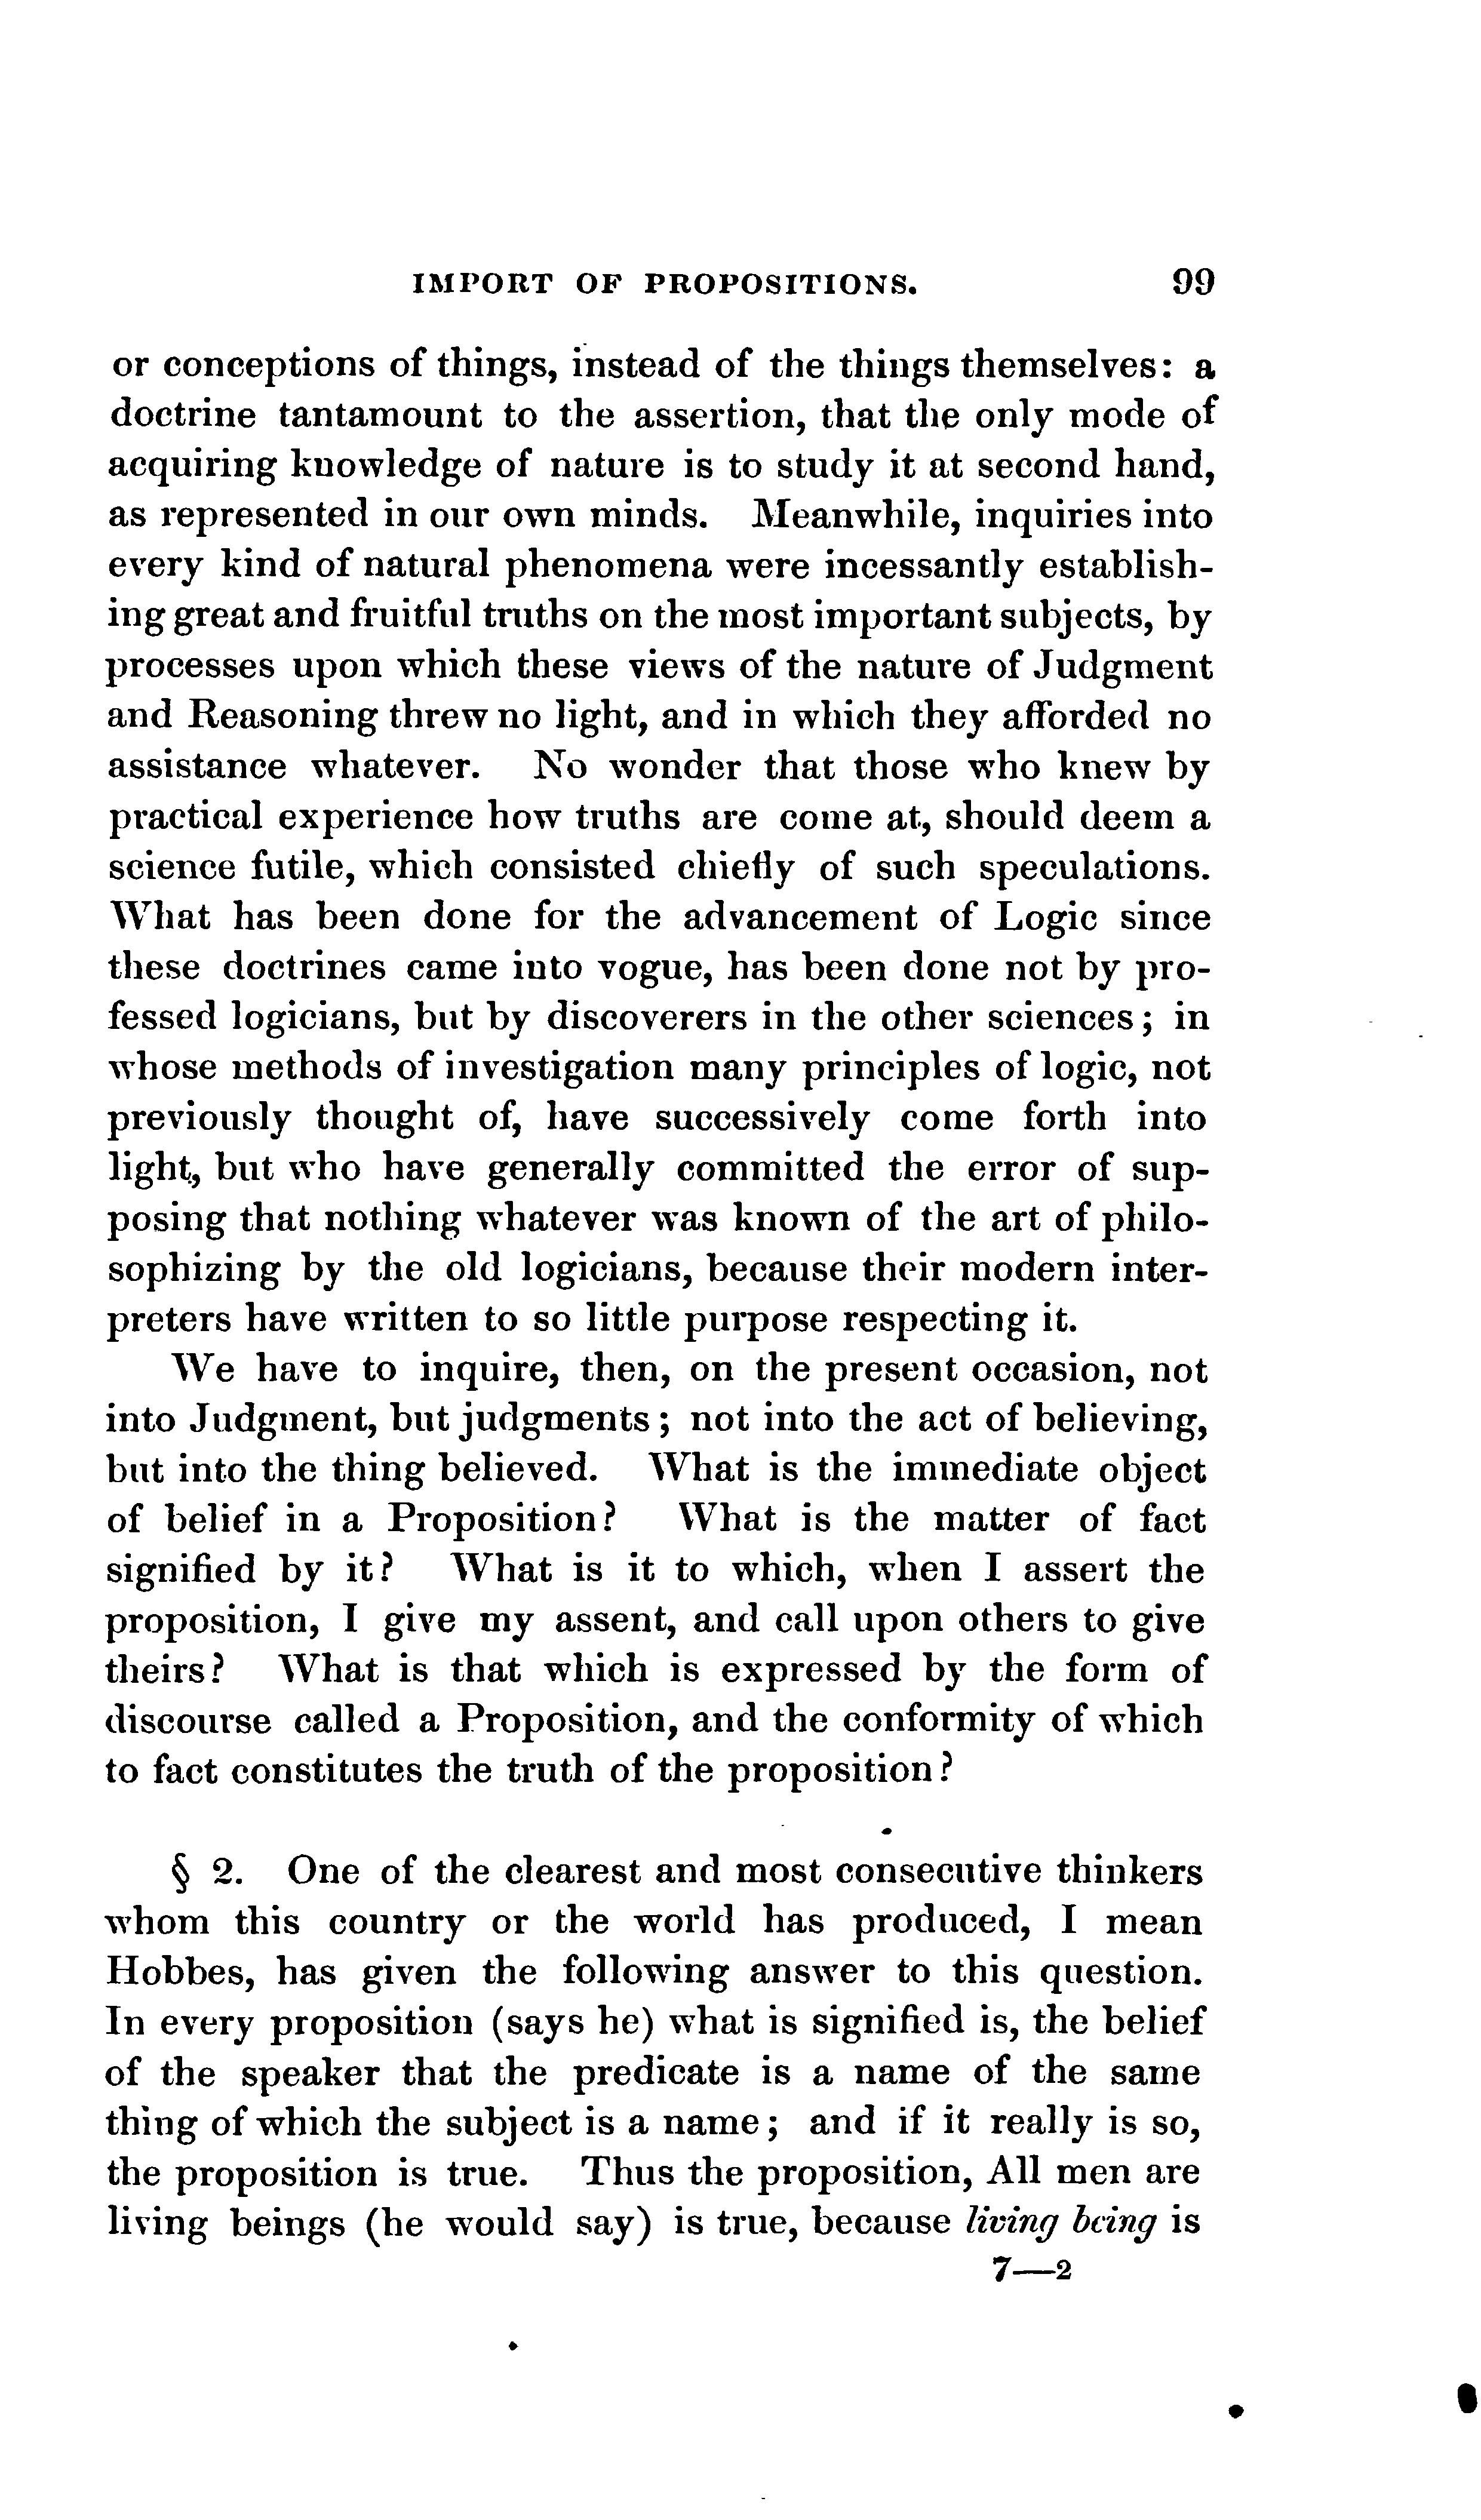 IMPORT OF PROPOSITIONS. 99
or conceptions of things, instead of the things themselves: a
doctrine tantamount to the assertion, that the only mode of
acquiring knowledge of nature is to study it at second hand,
as represented in our own minds. Meanwhile, inquiries into
every kind of natural phenomena were incessantly establish-
ing great and fruitful truths on the most important subjects, by
processes upon which these views of the nature of Judgment
and Reasoning threw no light, and in which they afforded no
assistance whatever. No wonder that those who knew by
practical experience how truths are come at, should deem a
science futile, which consisted chiefly of such speculations.
What has been done for the advancement of Logic since
these doctrines came into vogue, has been done not by pro-
fessed logicians, but by discoverers in the other sciences; in
whose methods of investigation many principles of logic, not
previously thought of, have successively come forth into
light, but who have generally committed the error of sup-
posing that nothing whatever was known of the art of philo-
sophizing by the old logicians, because their modern inter-
preters have written to so little purpose respecting it.
We have to inquire, then, on the present occasion, not
into Judgment, but judgments; not into the act of believing,
but into the thing believed. What is the immediate object
of belief in a Proposition? What is the matter of fact
signified by it? What is it to which, when I assert the
proposition, I give my assent, and call upon others to give
theirs? What is that which is expressed by the form of
discourse called a Proposition, and the conformity of which
to fact constitutes the truth of the proposition?
§ 2. One of the clearest and most consecutive thinkers
whom this country or the world has produced, I mean
Hobbes, has given the following answer to this question.
In every proposition (says he) what is signified is, the belief
of the speaker that the predicate is a name of the same
thing of which the subject is a name; and if it really is so,
the proposition is true. Thus the proposition, All men are
living beings (he would say) is true, because living being is
7—2